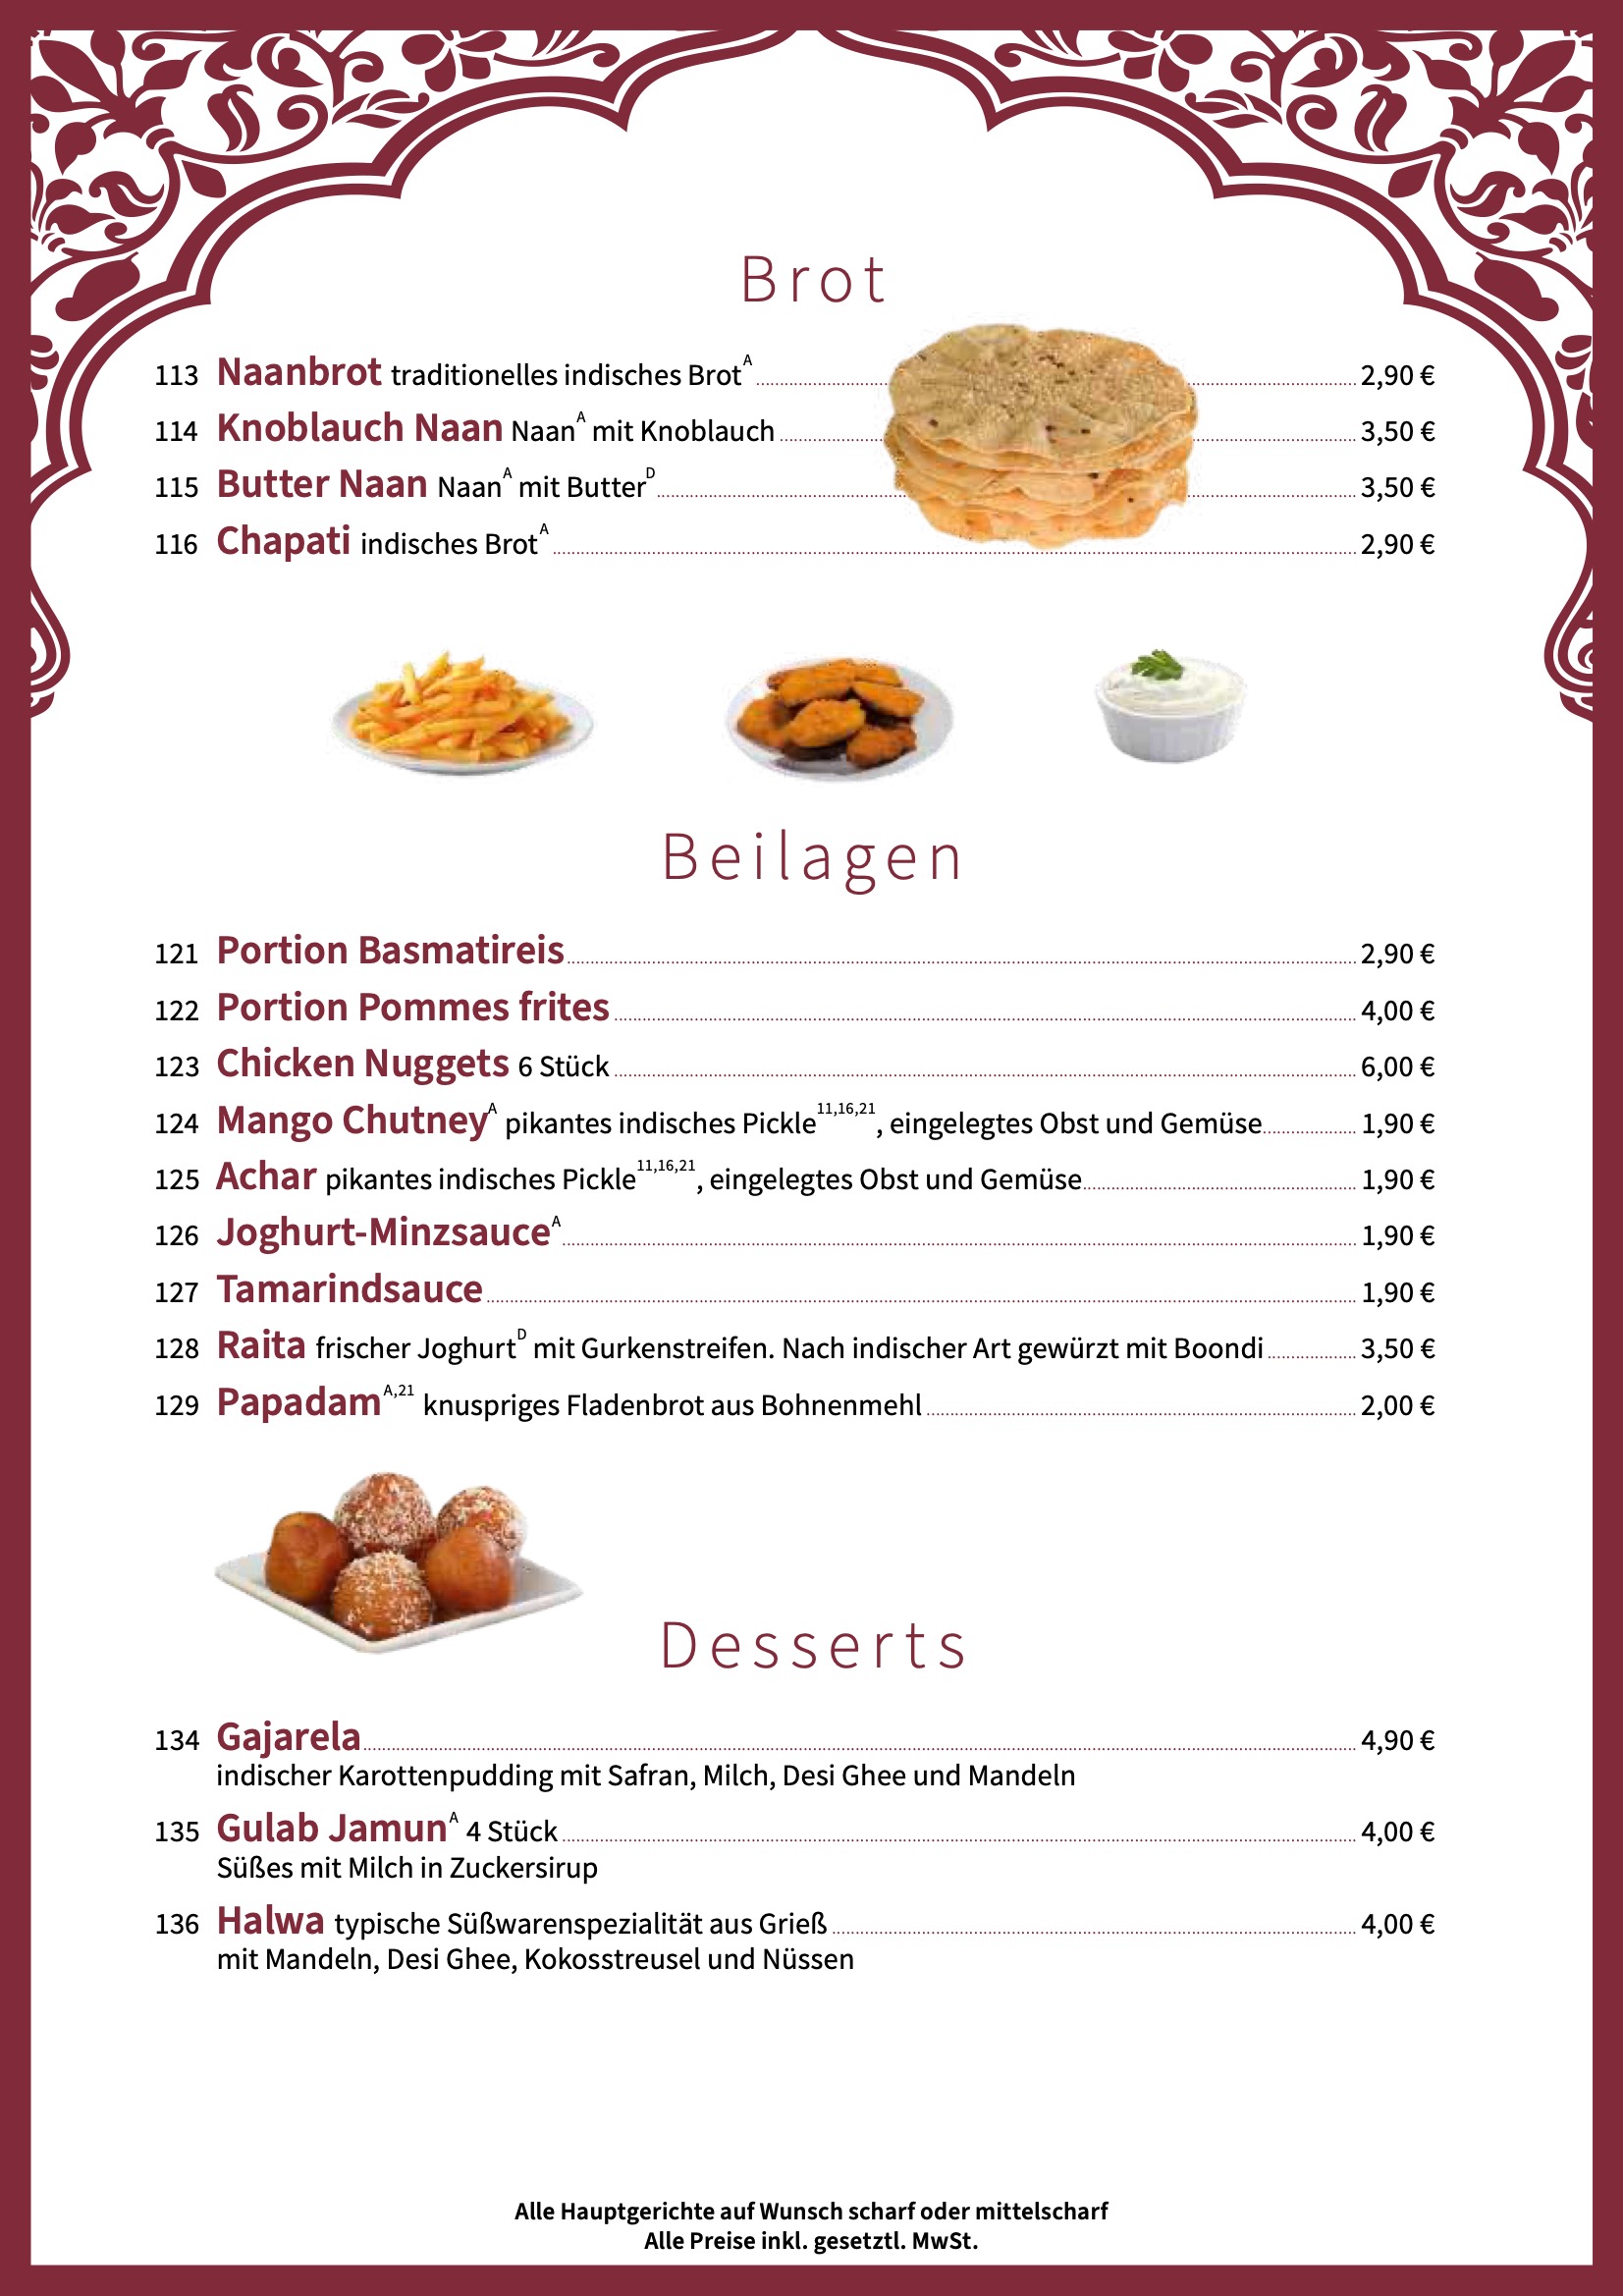 Brot
113 Naanbrot traditionelles indisches Brot^A 2,90 €
114 Knoblauch Naan Naan^A mit Knoblauch 3,50 €
115 Butter Naan Naan^A mit Butter^D 3,50 €
116 Chapati indisches Brot^A 2,90 €
Beilagen
121 Portion Basmatireis 2,90 €
122 Portion Pommes frites 4,00 €
123 Chicken Nuggets 6 Stück 6,00 €
124 Mango Chutney^A pikantes indisches Pickle^11,16,21, eingelegtes Obst und Gemüse 1,90 €
125 Achar pikantes indisches Pickle^11,16,21, eingelegtes Obst und Gemüse 1,90 €
126 Joghurt-Minzsauce^A 1,90 €
127 Tamarindsauce 1,90 €
128 Raita frischer Joghurt^D mit Gurkenstreifen. Nach indischer Art gewürzt mit Boondi 3,50 €
129 Papadam^A,21 knuspriges Fladenbrot aus Bohnenmehl 2,00 €
Desserts
134 Gajarela 4,90 €
indischer Karottenpudding mit Safran, Milch, Desi Ghee und Mandeln
135 Gulab Jamun^A 4 Stück 4,00 €
Süßes mit Milch in Zuckersirup
136 Halwa typische Süßwarenspezialität aus Grieß 4,00 €
mit Mandeln, Desi Ghee, Kokosstreusel und Nüssen
Alle Hauptgerichte auf Wunsch scharf oder mittelscharf
Alle Preise inkl. gesetztl. MwSt.